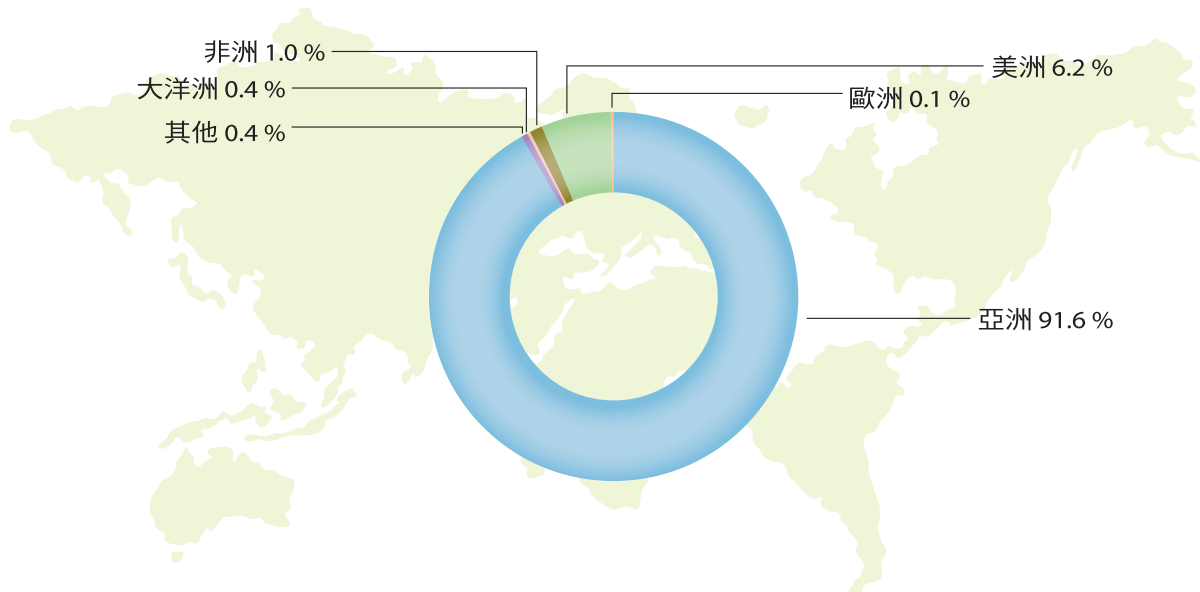 非洲 1.0 %
大洋洲 0.4 %
其他 0.4 %
美洲 6.2 %
歐洲 0.1 %
亞洲 91.6 %